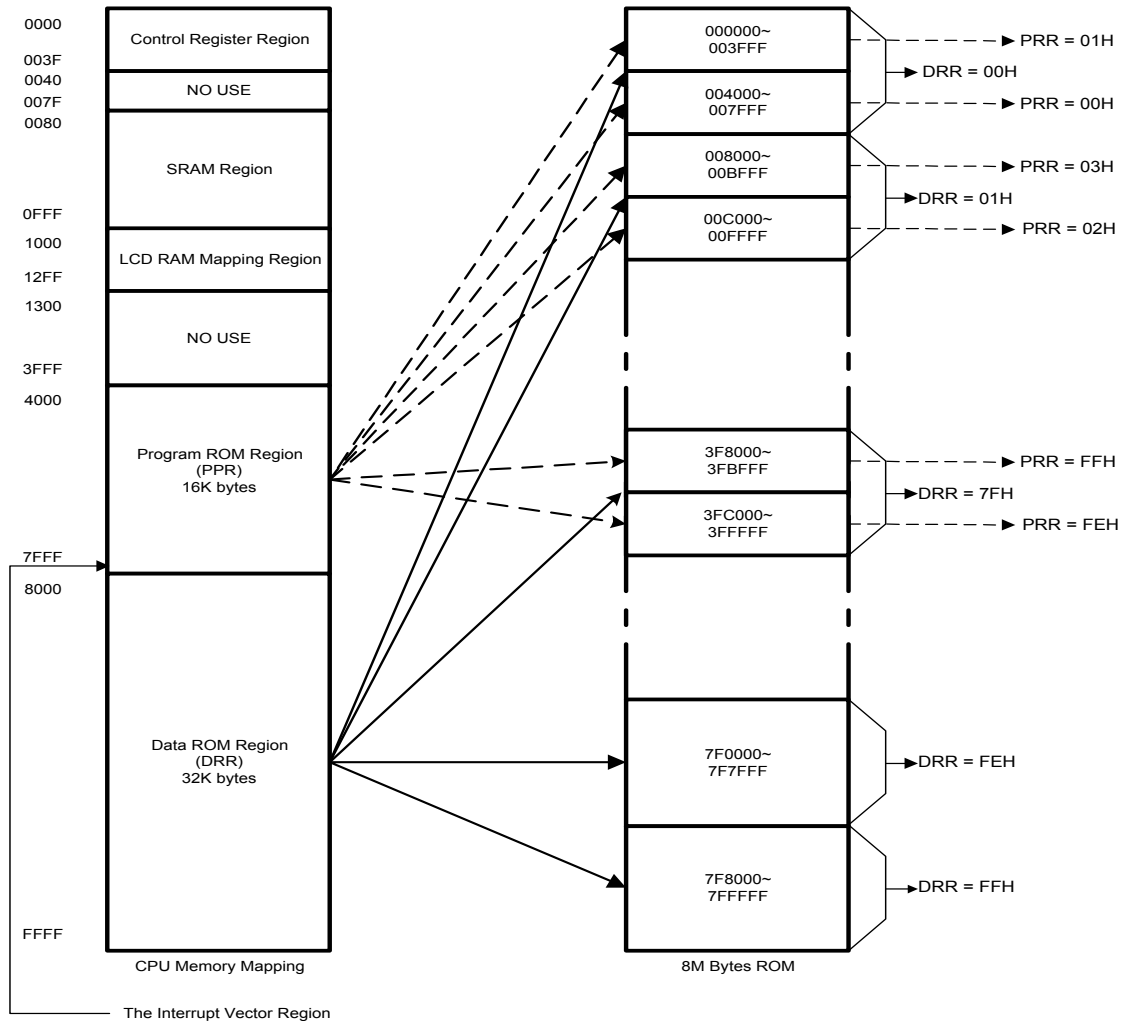 0000
Control Register Region
003F
0040
NO USE
007F
0080
SRAM Region
0FFF
1000
LCD RAM Mapping Region
12FF
1300
NO USE
3FFF
4000
Program ROM Region
(PPR)
16K bytes
7FFF
8000
Data ROM Region
(DRR)
32K bytes
FFFF
CPU Memory Mapping
The Interrupt Vector Region
000000~
003FFF
PRR = 01H
DRR = 00H
004000~
007FFF
PRR = 00H
008000~
00BFFF
PRR = 03H
DRR = 01H
00C000~
00FFFF
PRR = 02H
3F8000~
3FBFFF
PRR = FFH
DRR = 7FH
3FC000~
3FFFFF
PRR = FEH
7F0000~
7F7FFF
DRR = FEH
7F8000~
7FFFFF
DRR = FFH
8M Bytes ROM